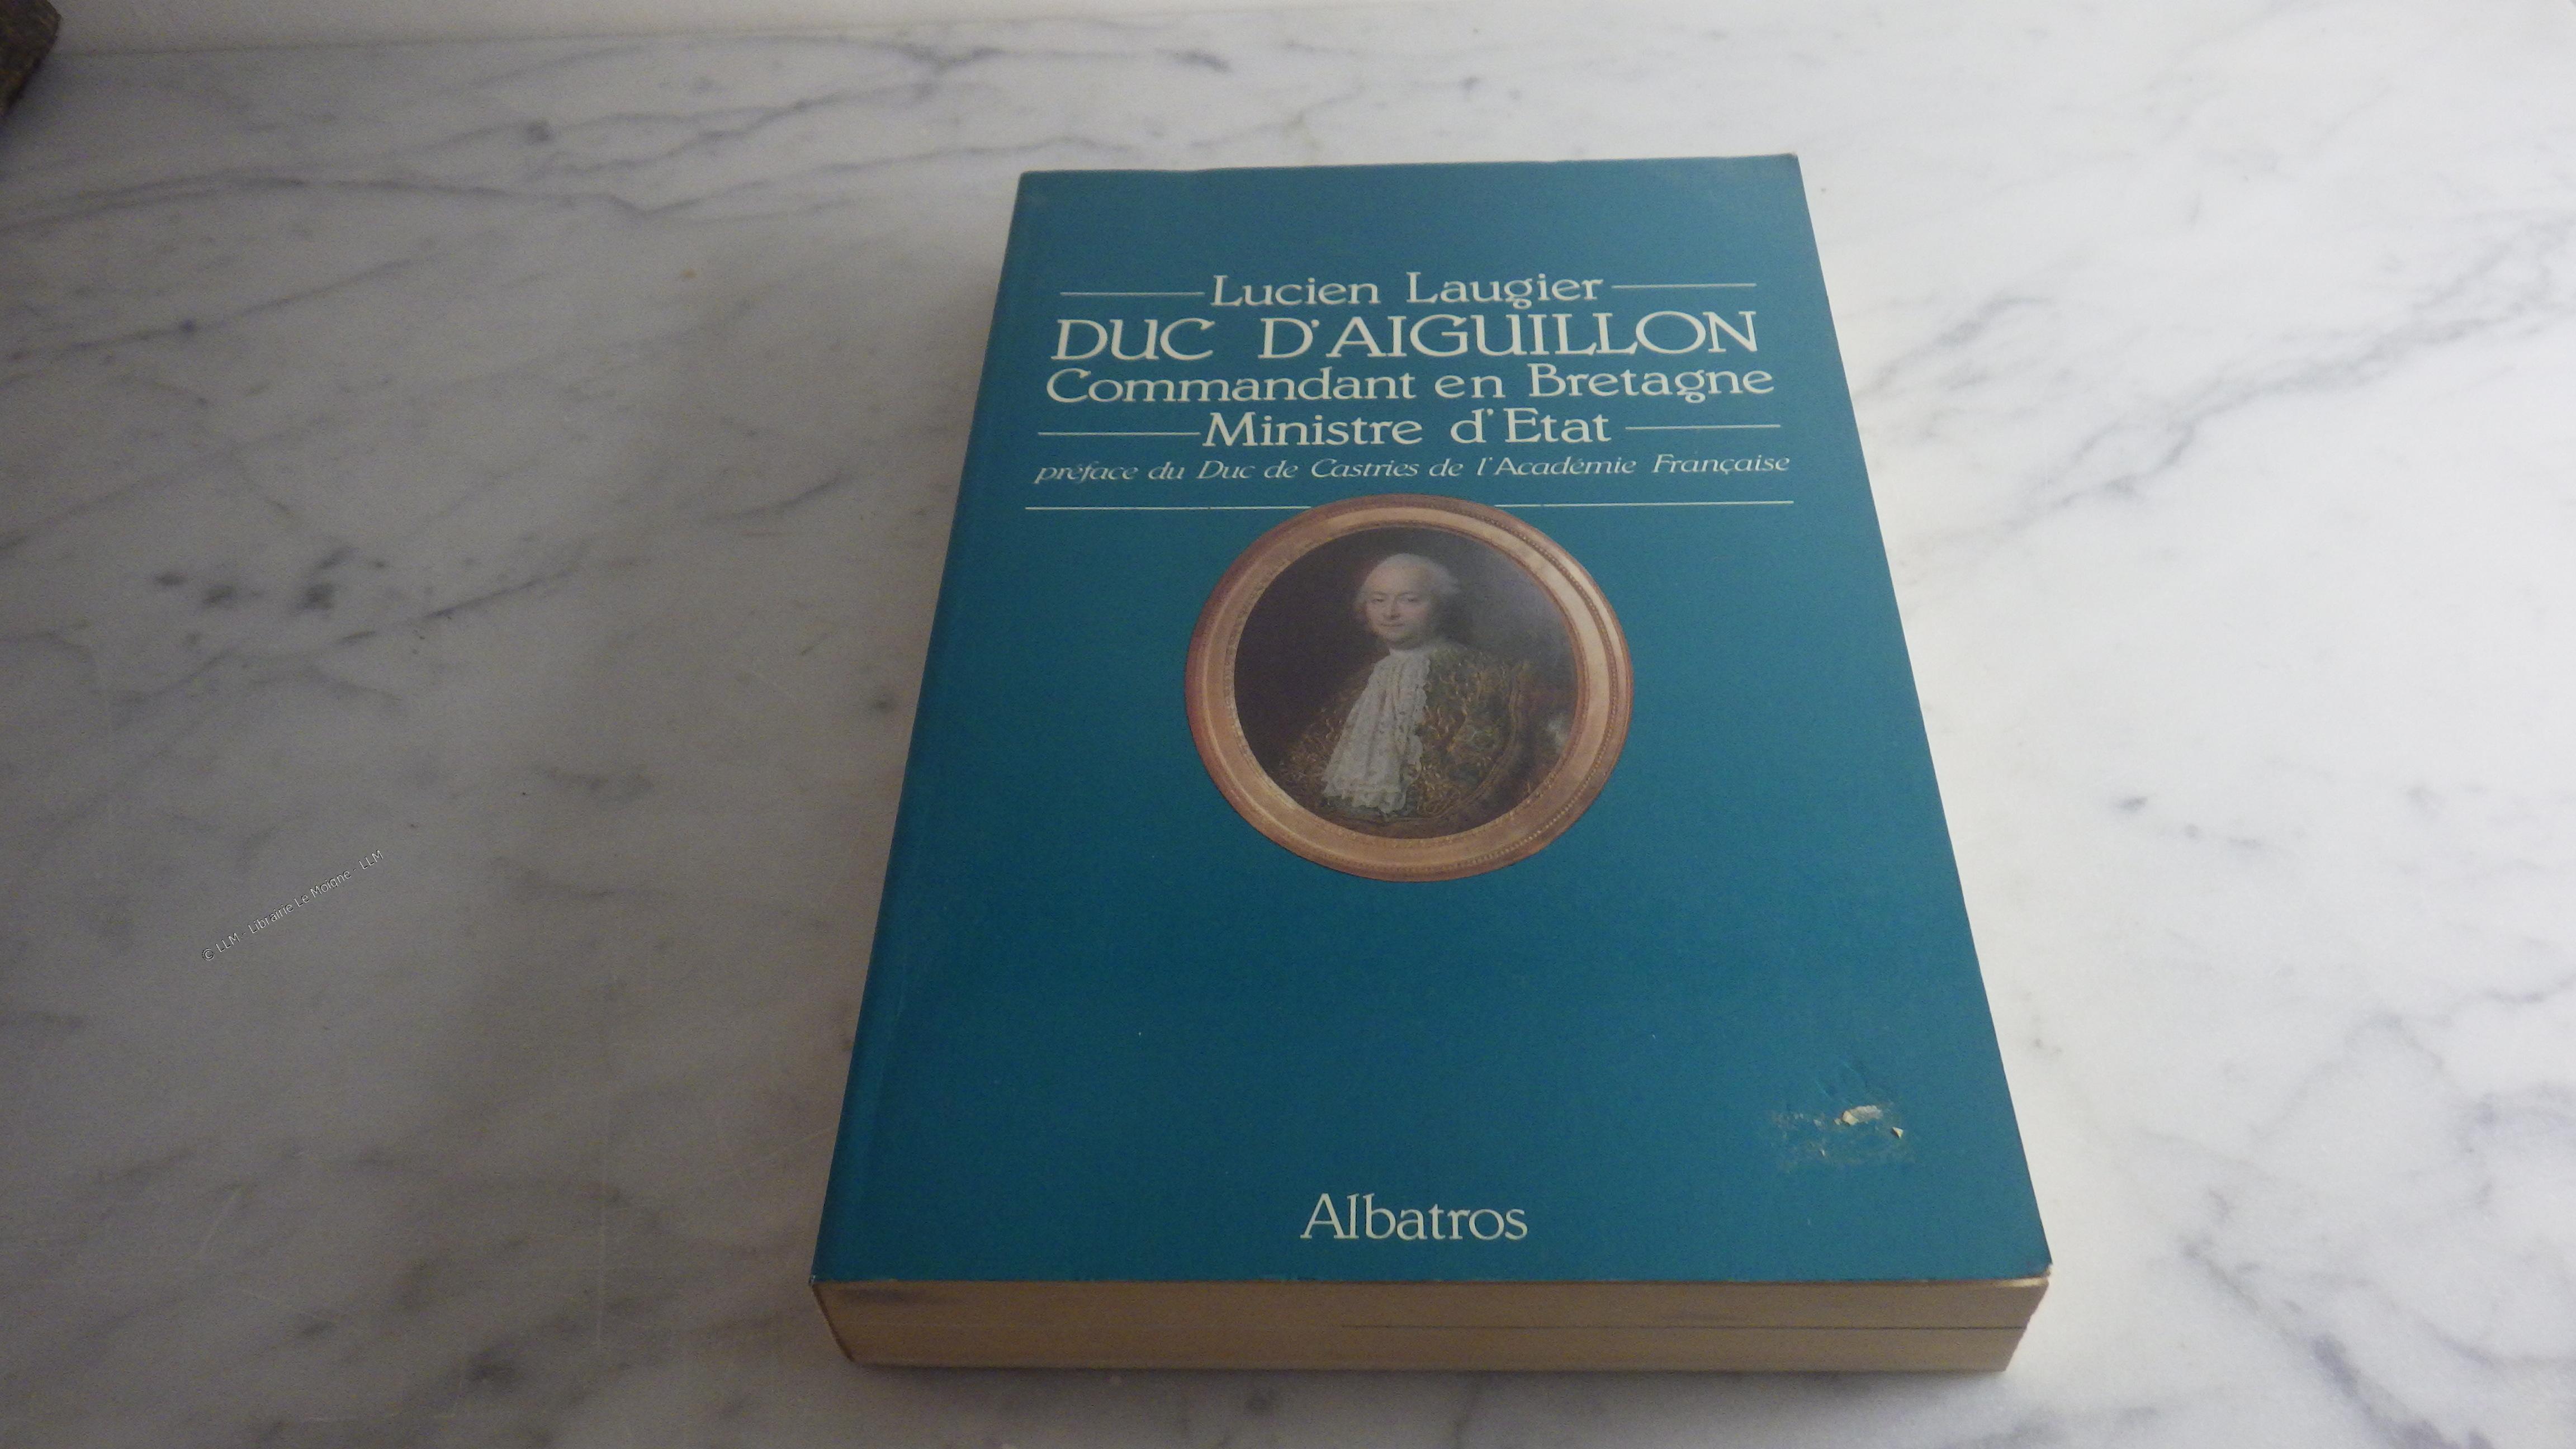 Lucien Laugier
DUC D'AIGUILLON
Commandant en Bretagne
Ministre d'Etat
préface du Duc de Castries de l'Académie Française
Albatros
© LLM - Librairie Le Moigne - LLM